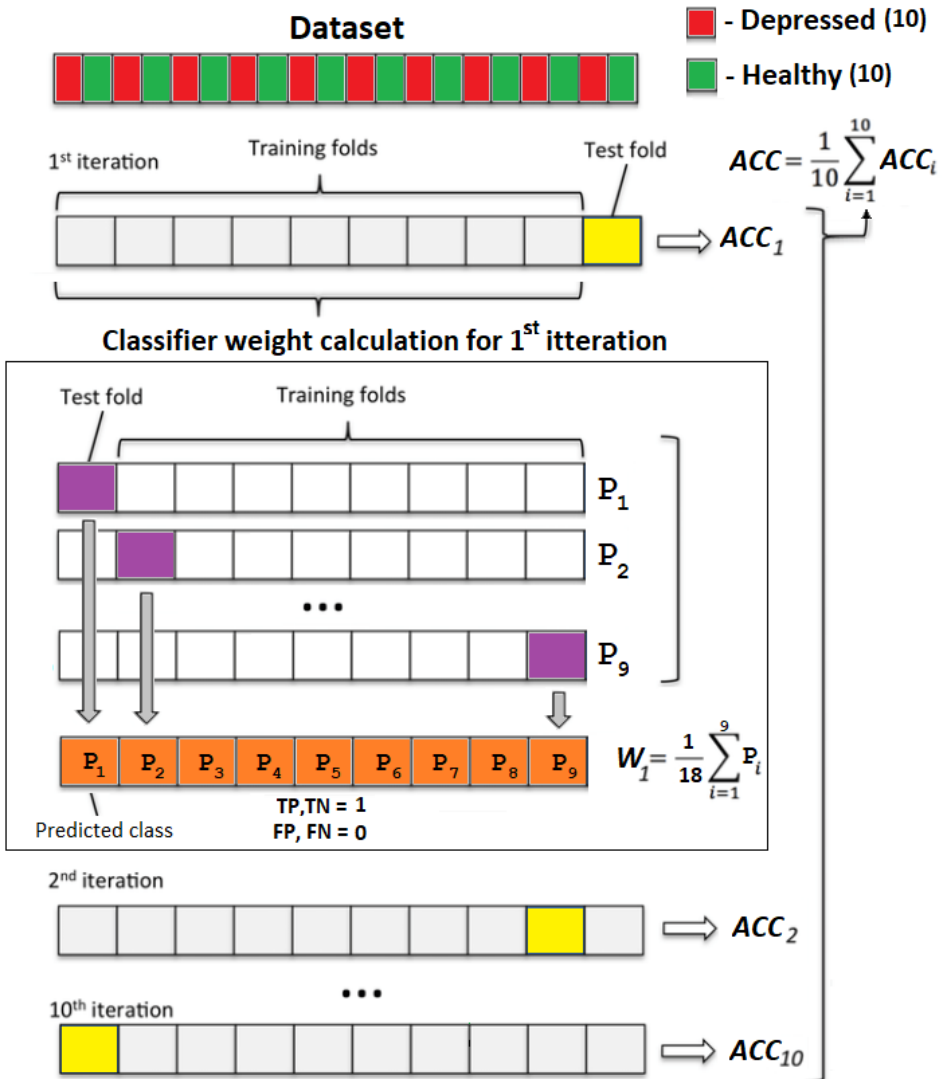 Dataset
- Depressed (10)
- Healthy (10)
1st iteration
Training folds
Test fold
ACC = 1/10 10∑i=1 ACCi
ACC1
Classifier weight calculation for 1st itteration
Test fold
Training folds
P1
P2
...
P9
P1 P2 P3 P4 P5 P6 P7 P8 P9
W1 = 1/18 9∑i=1 Pi
TP,TN = 1
FP, FN = 0
Predicted class
2nd iteration
ACC2
...
10th iteration
ACC10